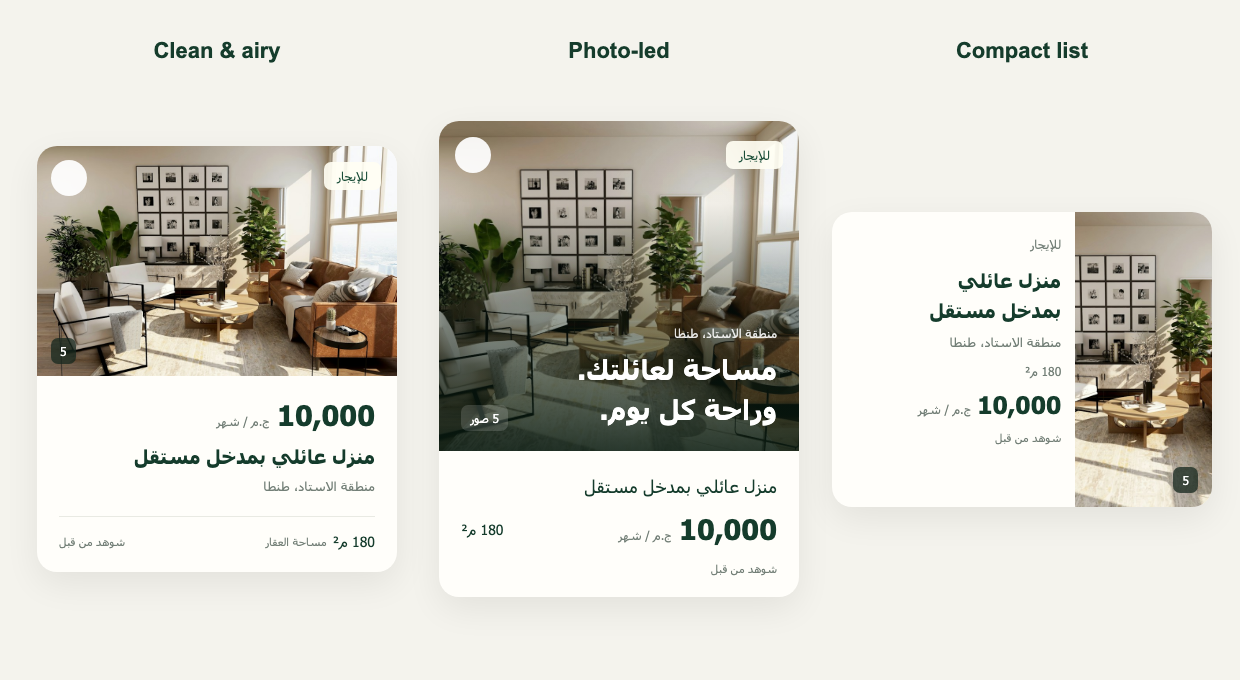 Clean & airy
للإيجار
5
10,000 ج.م / شهر
منزل عائلي بمدخل مستقل
منطقة الاستاد، طنطا
180 م² مساحة العقار
شوهد من قبل
Photo-led
للإيجار
منطقة الاستاد، طنطا
مساحة لعائلتك.
وراحة كل يوم.
5 صور
منزل عائلي بمدخل مستقل
10,000 ج.م / شهر
180 م²
شوهد من قبل
Compact list
للإيجار
منزل عائلي
بمدخل مستقل
منطقة الاستاد، طنطا
180 م²
10,000 ج.م / شهر
شوهد من قبل
5